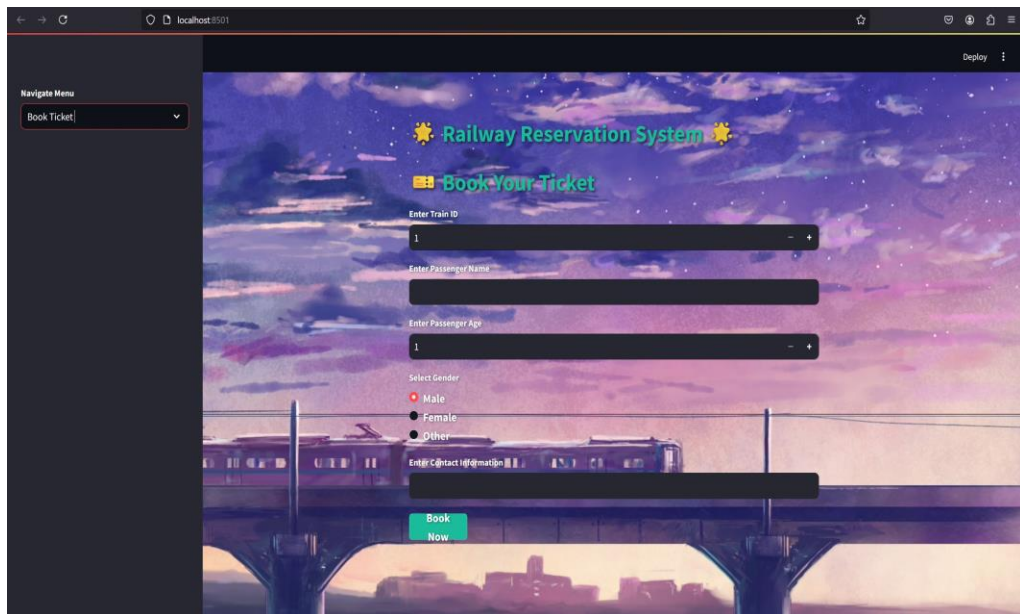 localhost:8501
Deploy
Navigate Menu
Book Ticket
Railway Reservation System
Book Your Ticket
Enter Train ID
1
Enter Passenger Name
Enter Passenger Age
1
Select Gender
Male
Female
Other
Enter Contact Information
Book
Now